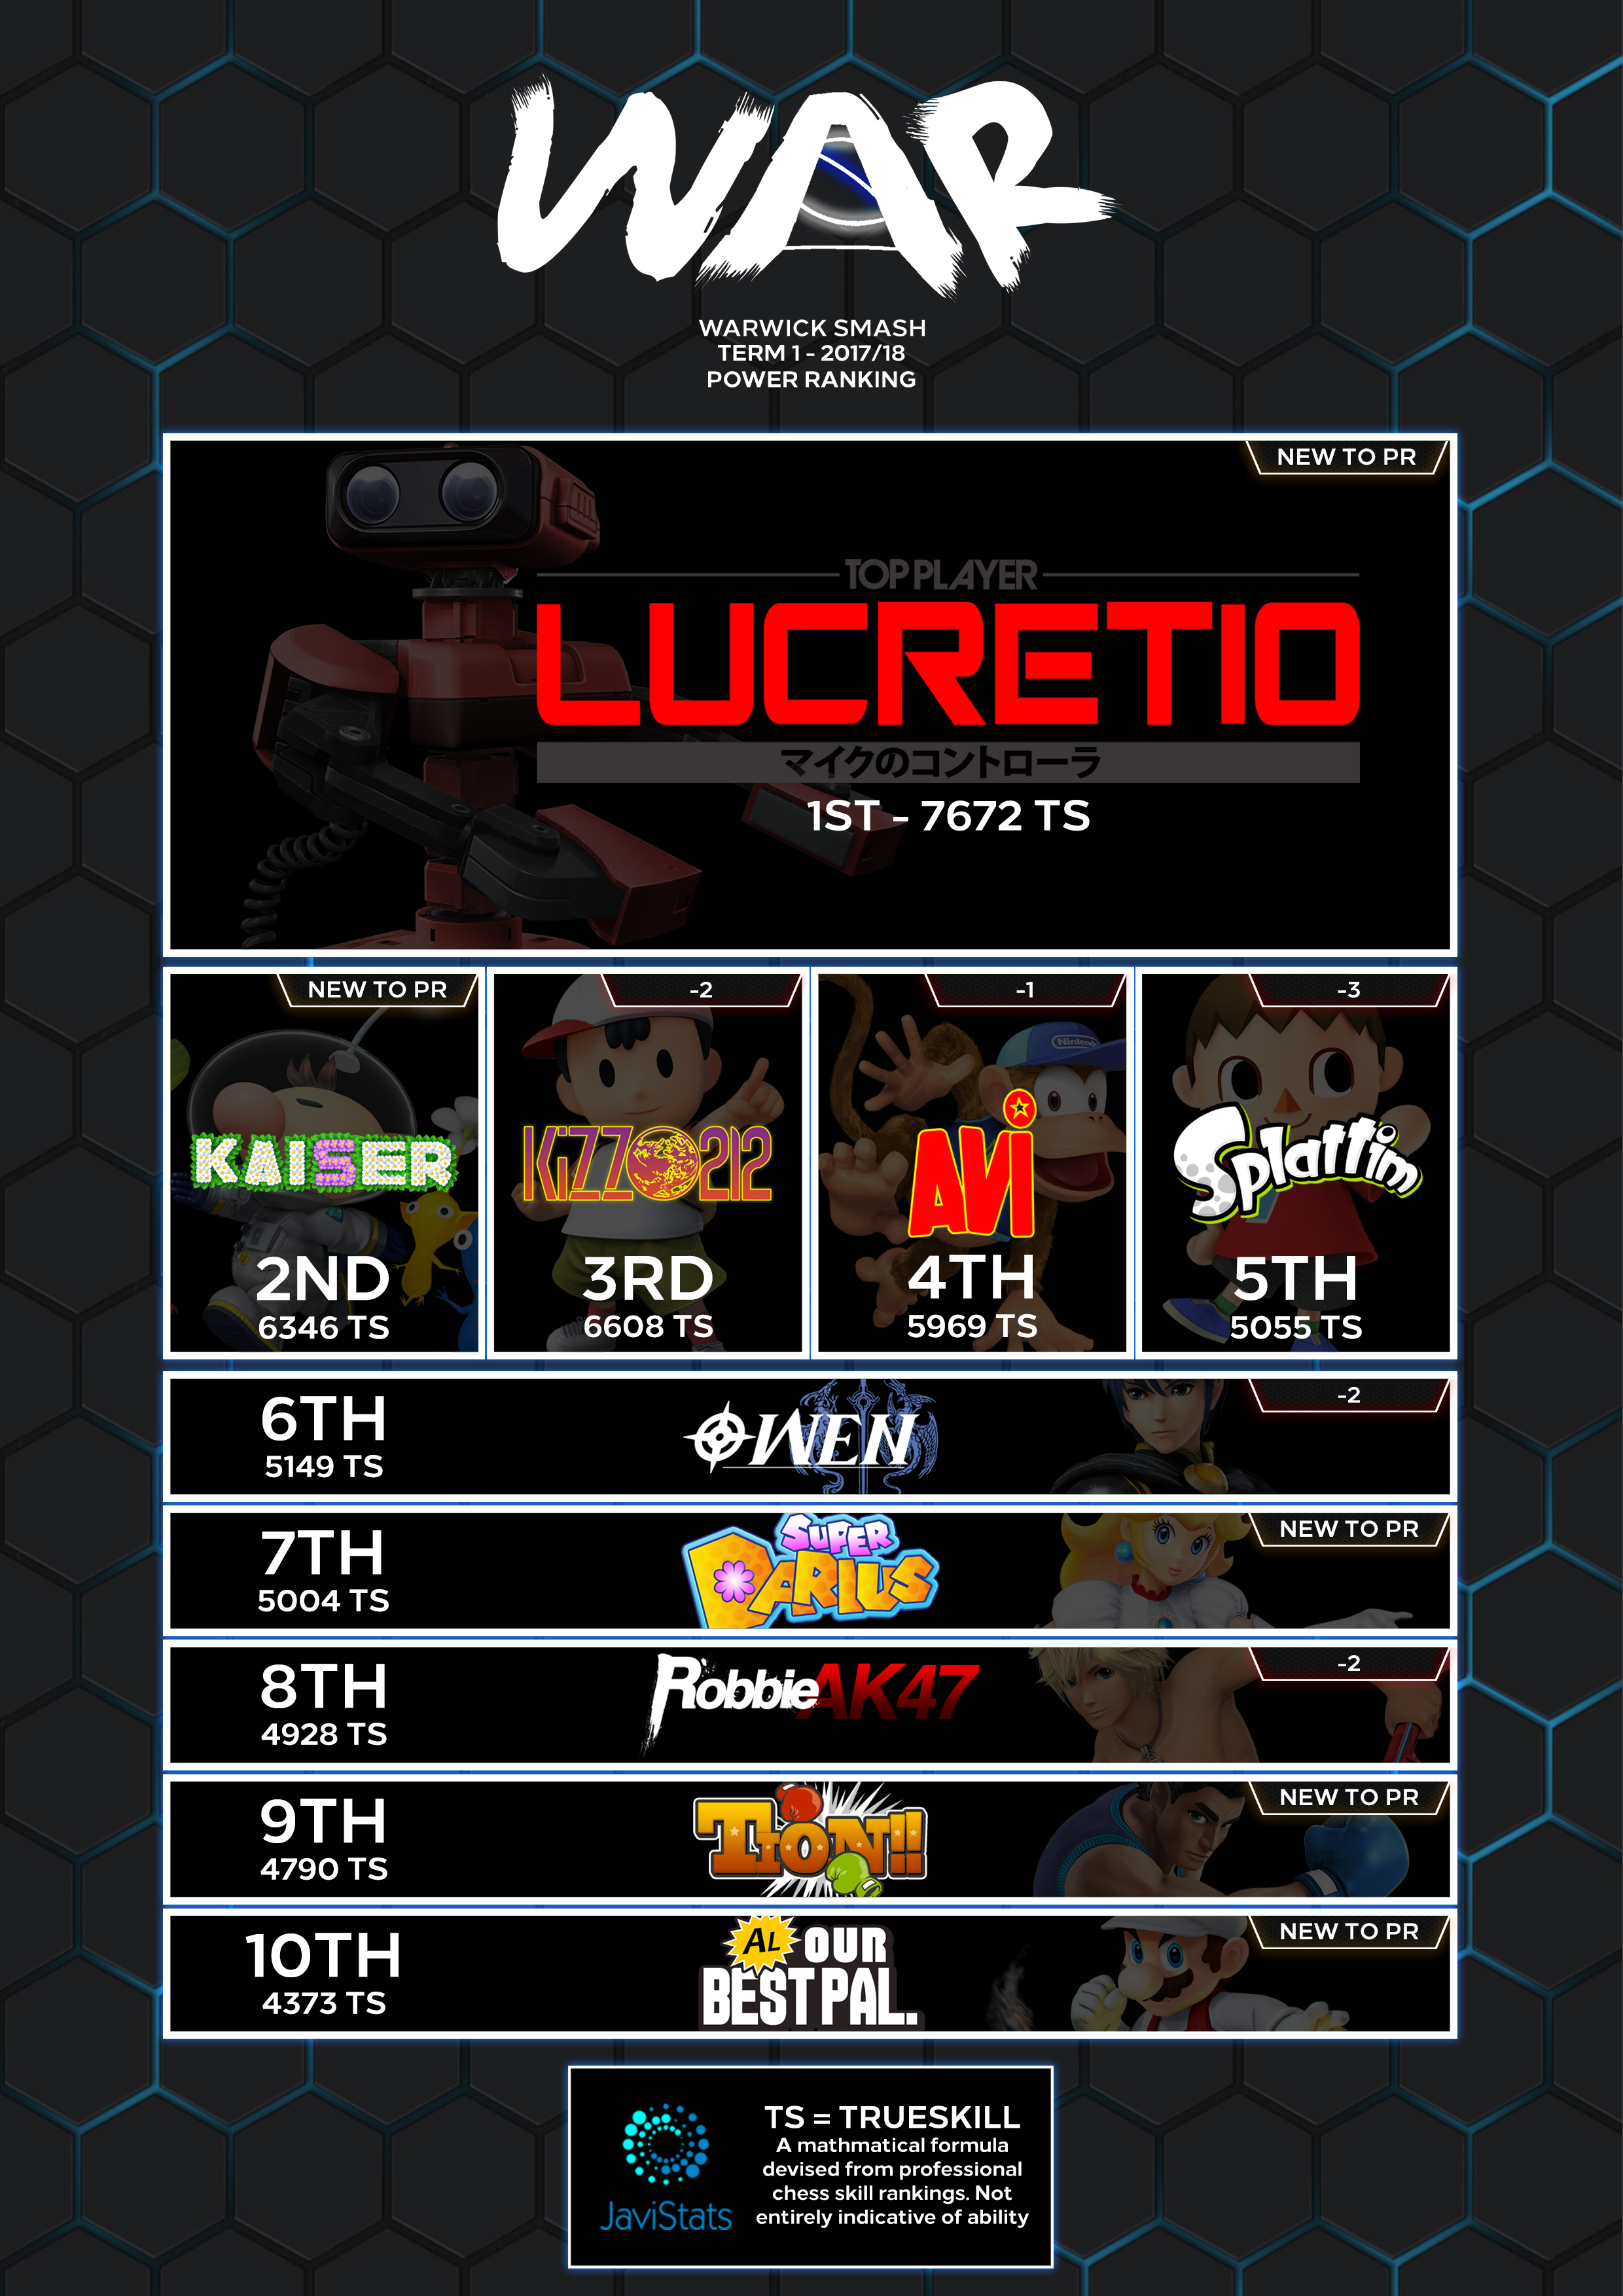 WAR
WARWICK SMASH
TERM 1 - 2017/18
POWER RANKING
NEW TO PR
TOP PLAYER
LUCRETIO
マイクのコントローラ
1ST - 7672 TS
NEW TO PR
KAISER
2ND
6346 TS
-2
KiZZO212
3RD
6608 TS
-1
Nintendo
AVi
4TH
5969 TS
-3
Splattim
5TH
5055 TS
6TH
5149 TS
OWEN
-2
7TH
5004 TS
SUPER
DARIUS
NEW TO PR
8TH
4928 TS
RobbieAK47
-2
9TH
4790 TS
TION!!
NEW TO PR
10TH
4373 TS
AL OUR
BEST PAL.
NEW TO PR
JaviStats
TS = TRUESKILL
A mathmatical formula
devised from professional
chess skill rankings. Not
entirely indicative of ability